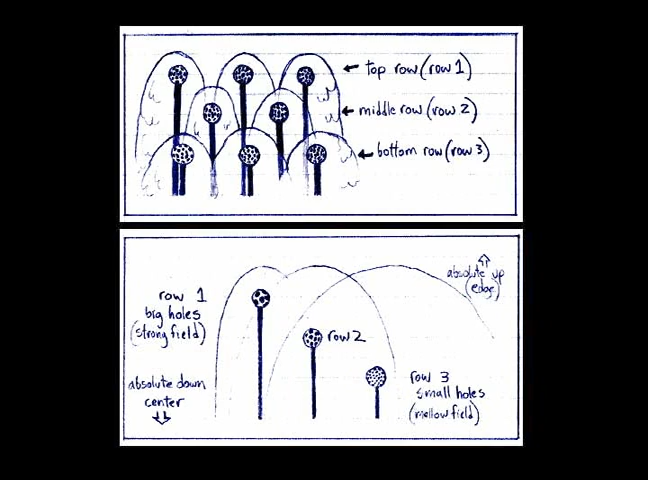 top row (row 1)
middle row (row 2)
bottom row (row 3)
absolute up
(edge)
row 1
big holes
(strong field)
row 2
absolute down
center
row 3
small holes
(mellow field)